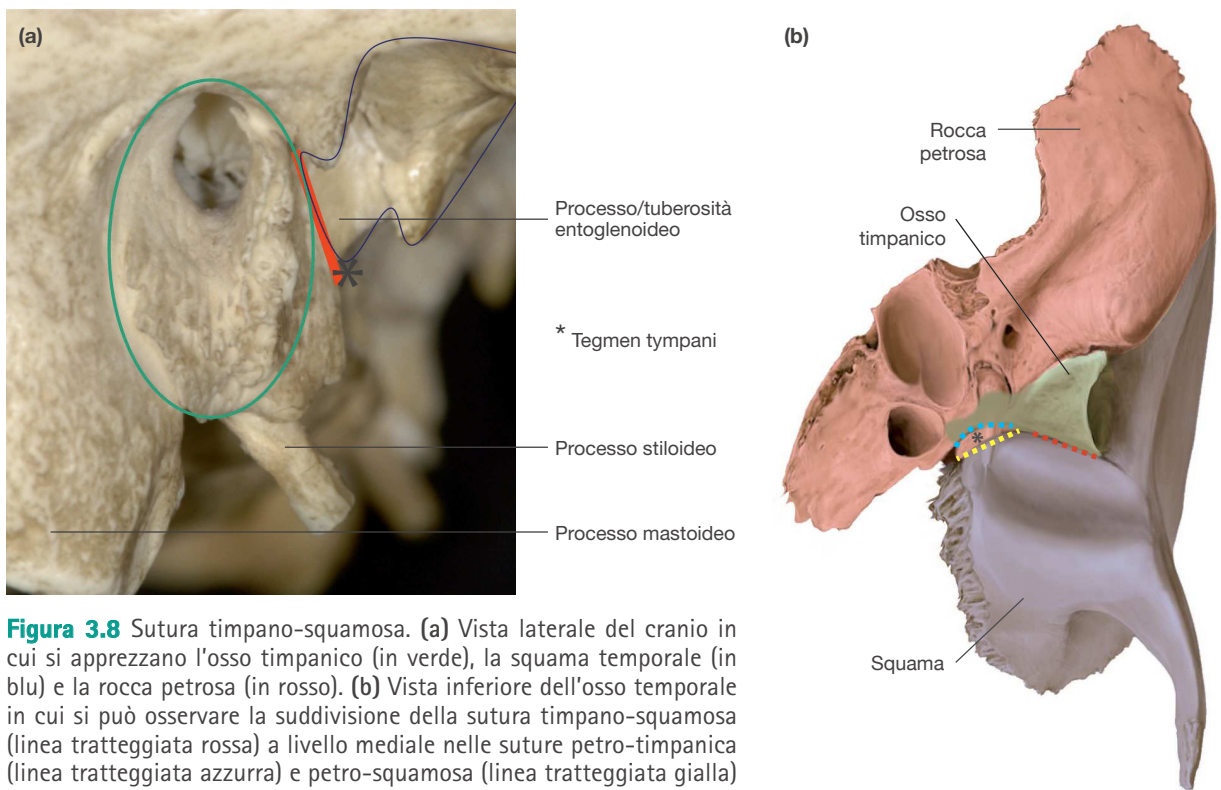 (a)
Processo/tuberosità
entoglenoideo
* Tegmen tympani
Processo stiloideo
Processo mastoideo
(b)
Rocca
petrosa
Osso
timpanico
*
Squama
Figura 3.8 Sutura timpano-squamosa. (a) Vista laterale del cranio in
cui si apprezzano l'osso timpanico (in verde), la squama temporale (in
blu) e la rocca petrosa (in rosso). (b) Vista inferiore dell'osso temporale
in cui si può osservare la suddivisione della sutura timpano-squamosa
(linea tratteggiata rossa) a livello mediale nelle suture petro-timpanica
(linea tratteggiata azzurra) e petro-squamosa (linea tratteggiata gialla)